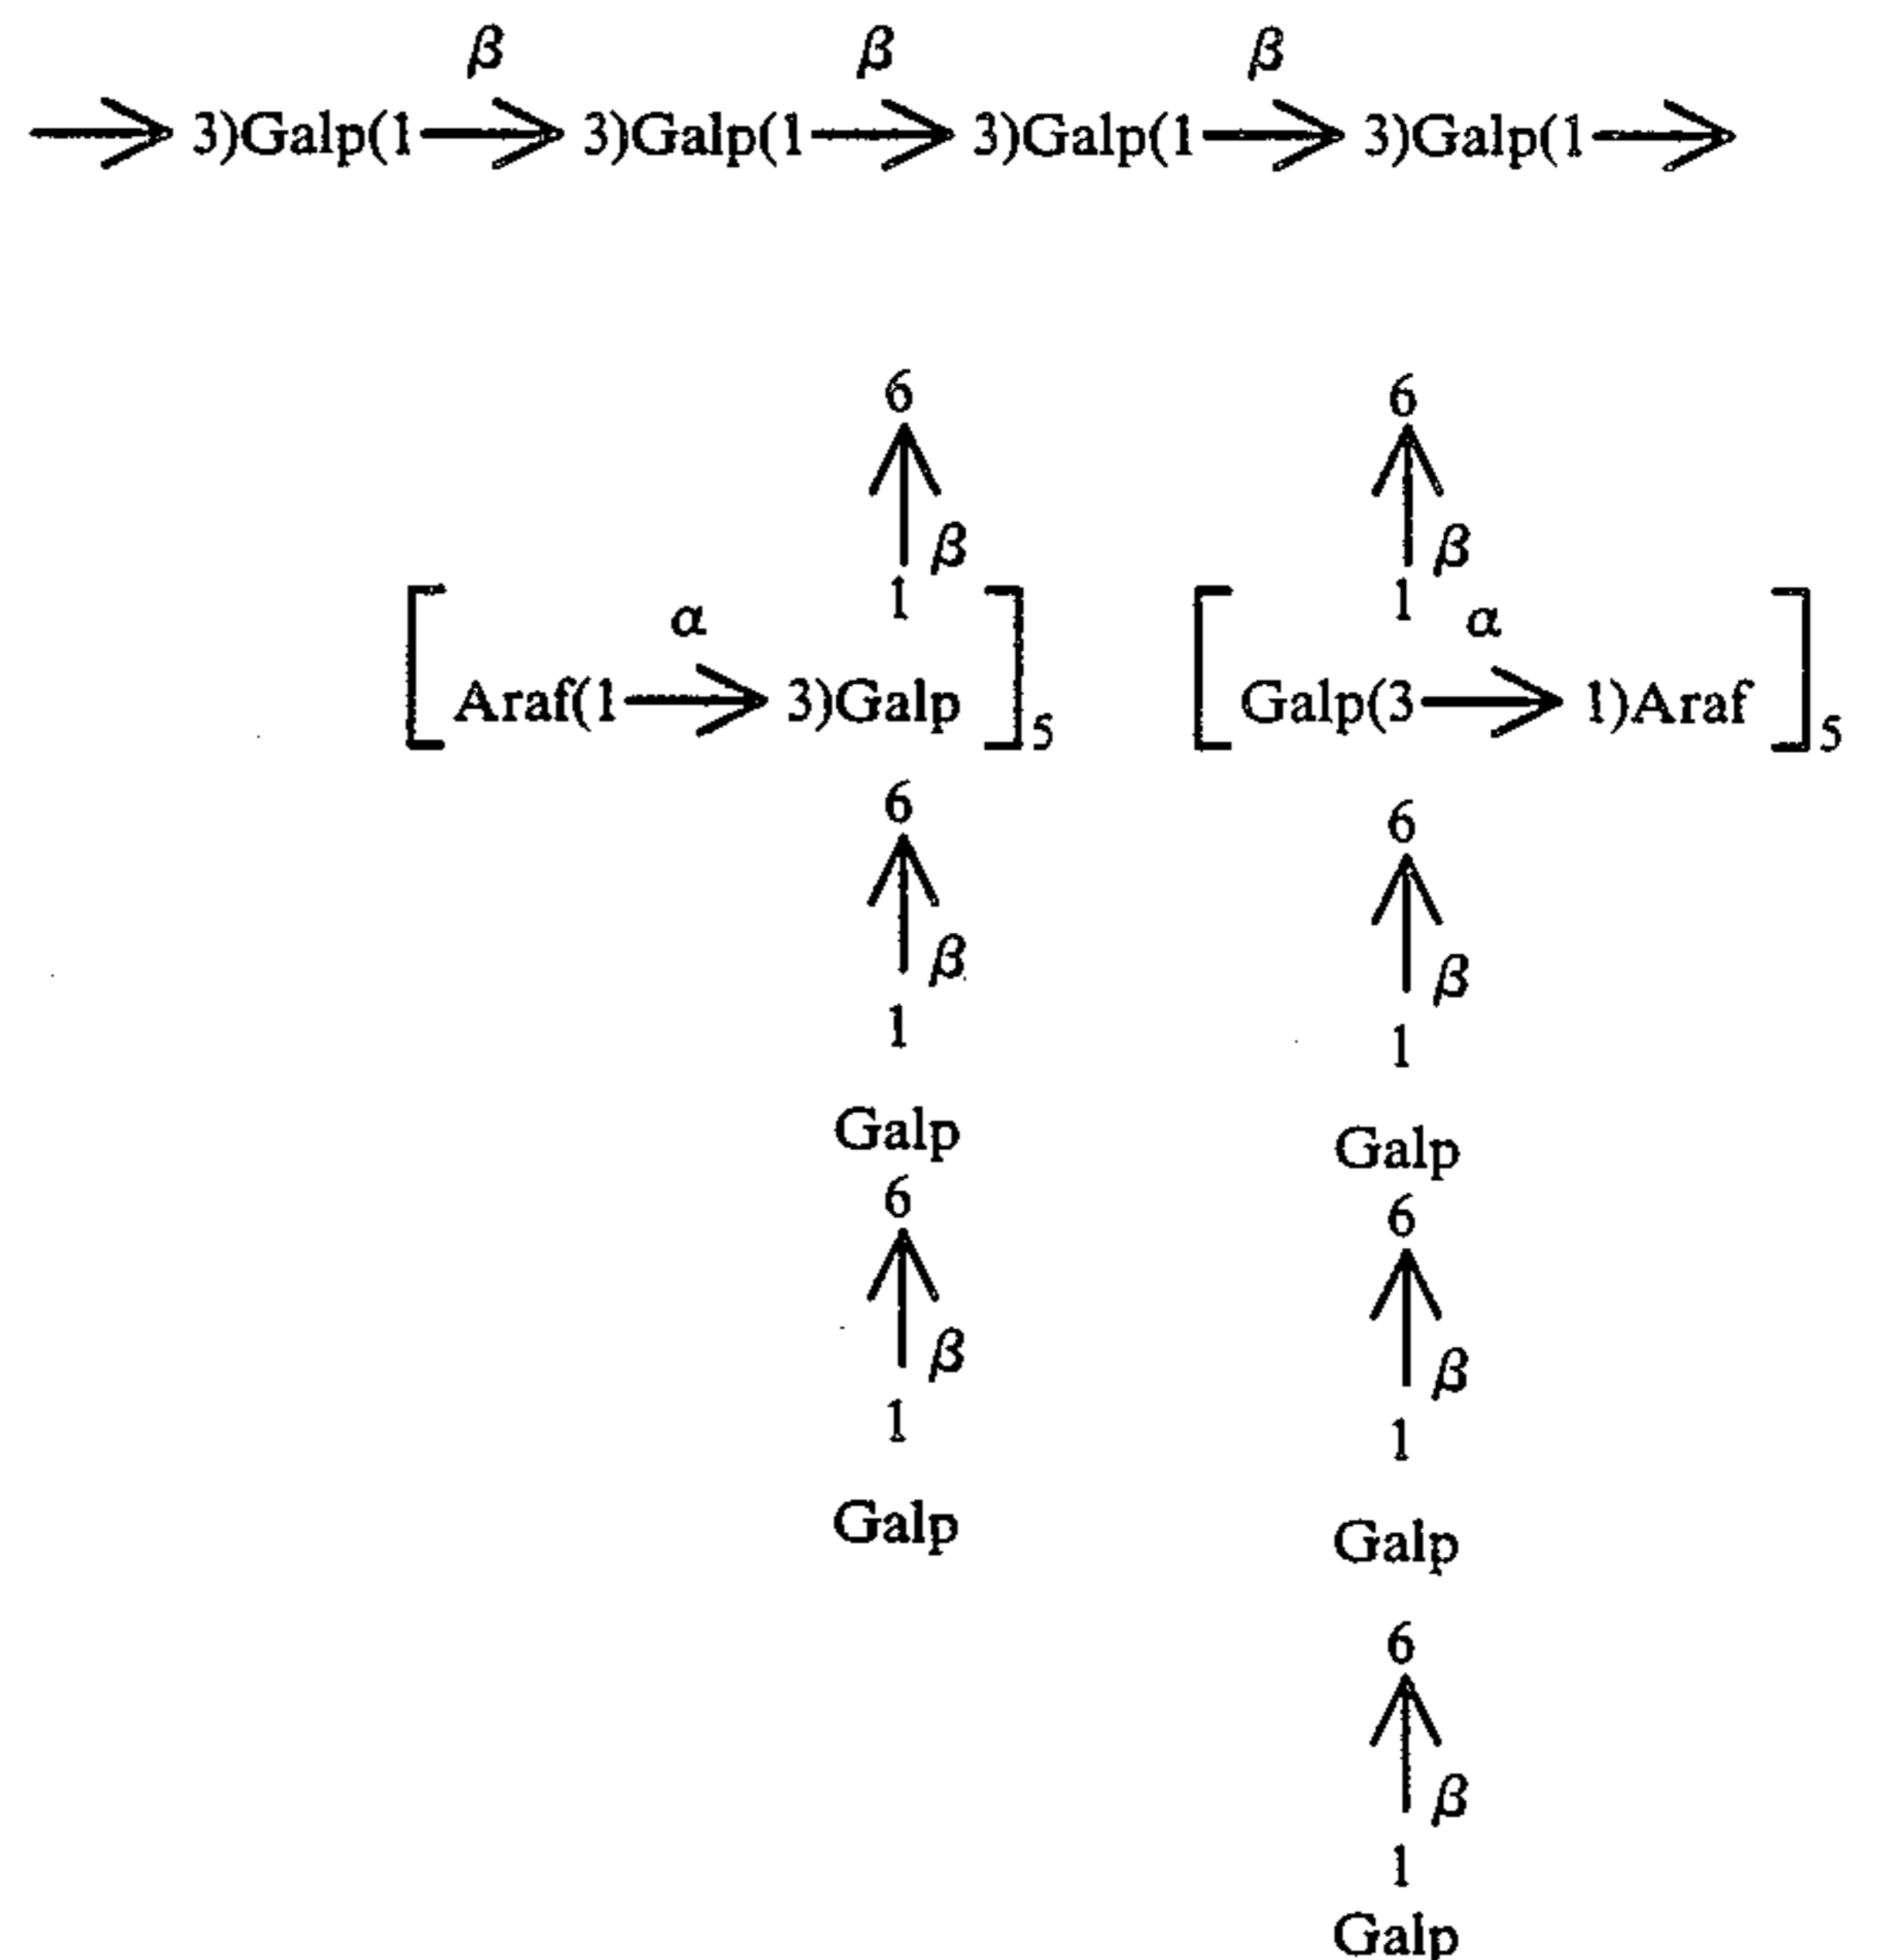 β β β
→ 3)Galp(1 → 3)Galp(1 → 3)Galp(1 → 3)Galp(1 →
6 6
↑ β ↑ β
1 1
[ Araf(1 α → 3)Galp ]5 [ Galp(3 α → 1)Araf ]5
6 6
↑ β ↑ β
1 1
Galp Galp
6 6
↑ β ↑ β
1 1
Galp Galp
6
↑ β
1
Galp